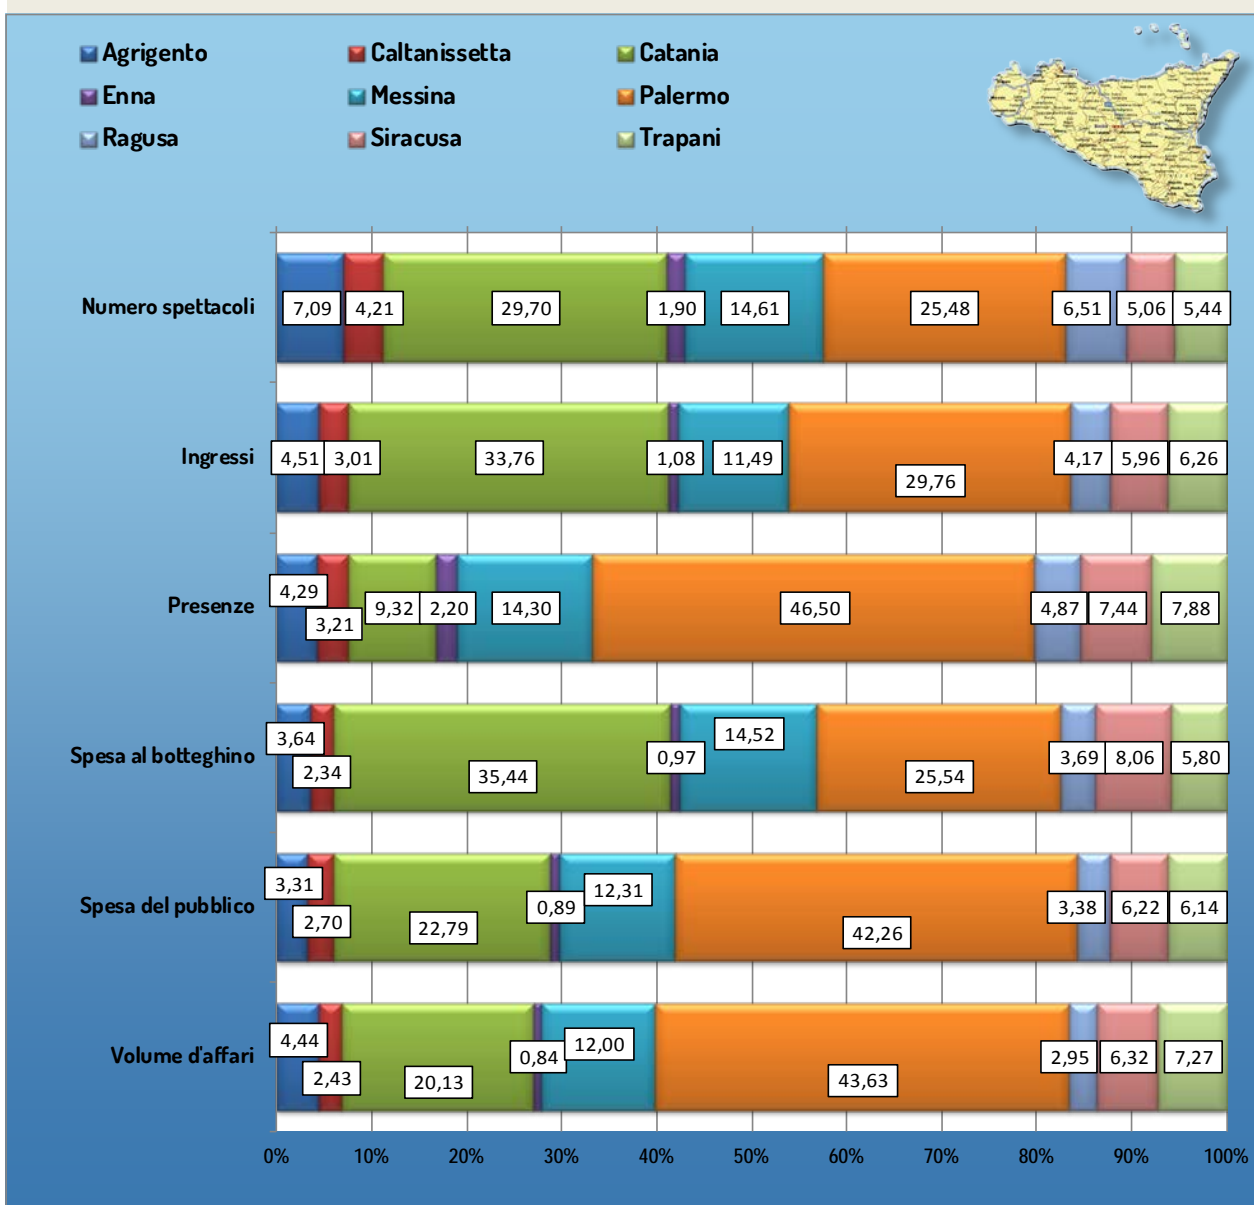 Agrigento Caltanissetta Catania
Enna Messina Palermo
Ragusa Siracusa Trapani
Numero spettacoli 7,09 4,21 29,70 1,90 14,61 25,48 6,51 5,06 5,44
Ingressi 4,51 3,01 33,76 1,08 11,49 29,76 4,17 5,96 6,26
Presenze 4,29 3,21 9,32 2,20 14,30 46,50 4,87 7,44 7,88
Spesa al botteghino 3,64 2,34 35,44 0,97 14,52 25,54 3,69 8,06 5,80
Spesa del pubblico 3,31 2,70 22,79 0,89 12,31 42,26 3,38 6,22 6,14
Volume d'affari 4,44 2,43 20,13 0,84 12,00 43,63 2,95 6,32 7,27
0% 10% 20% 30% 40% 50% 60% 70% 80% 90% 100%